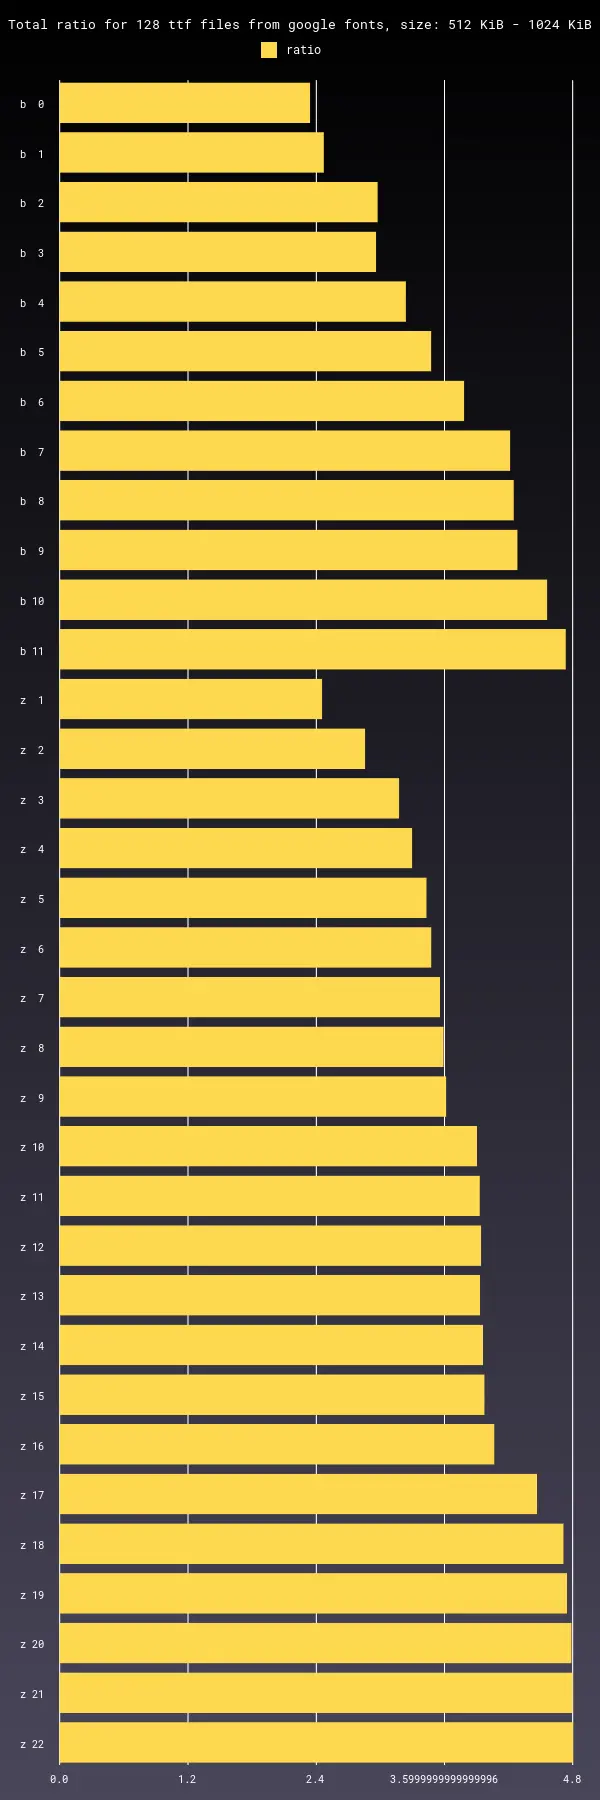 Total ratio for 128 ttf files from google fonts, size: 512 KiB - 1024 KiB
ratio
b 0
b 1
b 2
b 3
b 4
b 5
b 6
b 7
b 8
b 9
b 10
b 11
z 1
z 2
z 3
z 4
z 5
z 6
z 7
z 8
z 9
z 10
z 11
z 12
z 13
z 14
z 15
z 16
z 17
z 18
z 19
z 20
z 21
z 22
0.0 1.2 2.4 3.5999999999999996 4.8